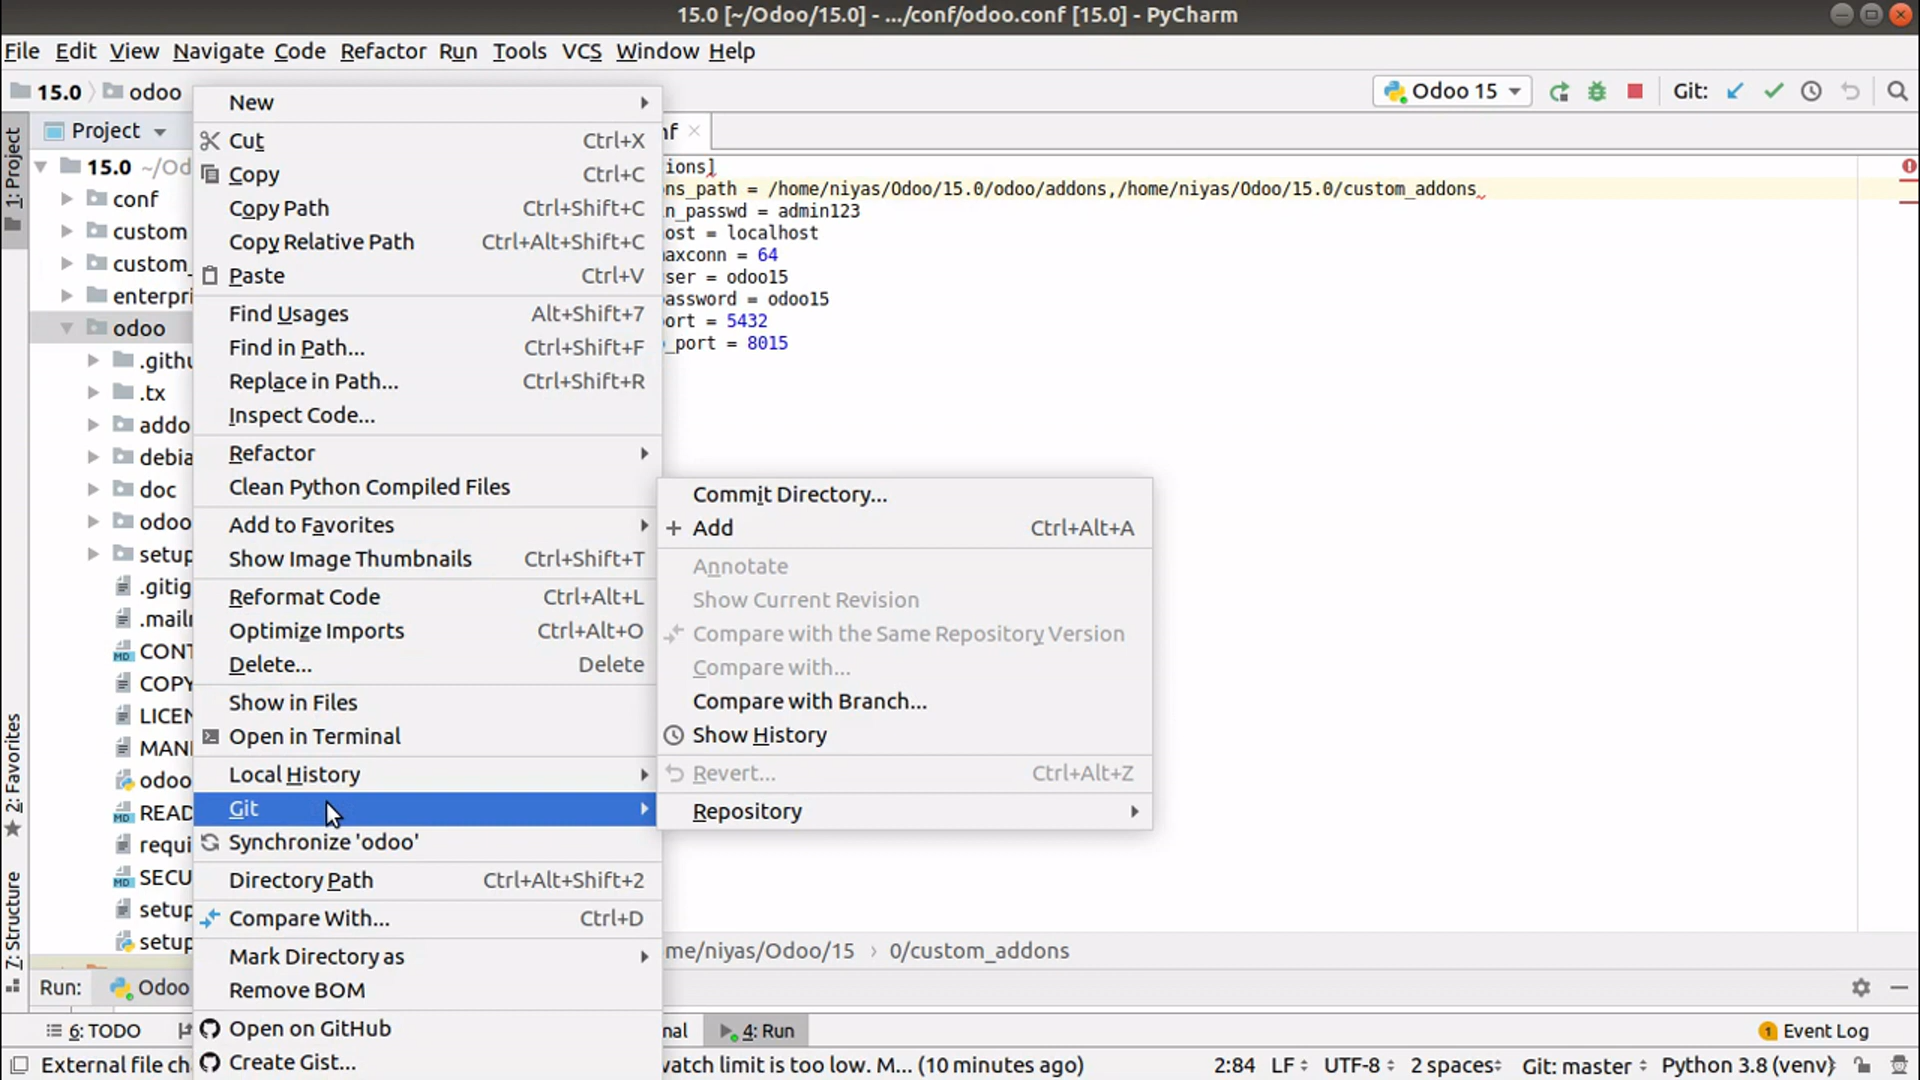 15.0 [~/Odoo/15.0] - .../conf/odoo.conf [15.0] - PyCharm
File Edit View Navigate Code Refactor Run Tools VCS Window Help
15.0 odoo
Odoo 15
Git:
Project
1: Project
2: Favorites
7: Structure
15.0 ~/Od
conf
custom
custom_
enterpri
odoo
.githu
.tx
addo
debia
doc
odoo
setup
.gitig
.mailr
CONT
COPY
LICEN
MANI
odoo
READ
requi
SECU
setup
setup
New
Cut Ctrl+X
Copy Ctrl+C
Copy Path Ctrl+Shift+C
Copy Relative Path Ctrl+Alt+Shift+C
Paste Ctrl+V
Find Usages Alt+Shift+7
Find in Path... Ctrl+Shift+F
Replace in Path... Ctrl+Shift+R
Inspect Code...
Refactor
Clean Python Compiled Files
Add to Favorites
Show Image Thumbnails Ctrl+Shift+T
Reformat Code Ctrl+Alt+L
Optimize Imports Ctrl+Alt+O
Delete... Delete
Show in Files
Open in Terminal
Local History
Git
Synchronize 'odoo'
Directory Path Ctrl+Alt+Shift+2
Compare With... Ctrl+D
Mark Directory as
Remove BOM
Open on GitHub
Create Gist...
Commit Directory...
Add Ctrl+Alt+A
Annotate
Show Current Revision
Compare with the Same Repository Version
Compare with...
Compare with Branch...
Show History
Revert... Ctrl+Alt+Z
Repository
nf
ions]
ns_path = /home/niyas/Odoo/15.0/odoo/addons,/home/niyas/Odoo/15.0/custom_addons
n_passwd = admin123
ost = localhost
axconn = 64
ser = odoo15
assword = odoo15
ort = 5432
_port = 8015
me/niyas/Odoo/15 › 0/custom_addons
Run: Odoo
6: TODO
nal
4: Run
1 Event Log
External file ch
watch limit is too low. M... (10 minutes ago)
2:84 LF UTF-8 2 spaces Git: master Python 3.8 (venv)